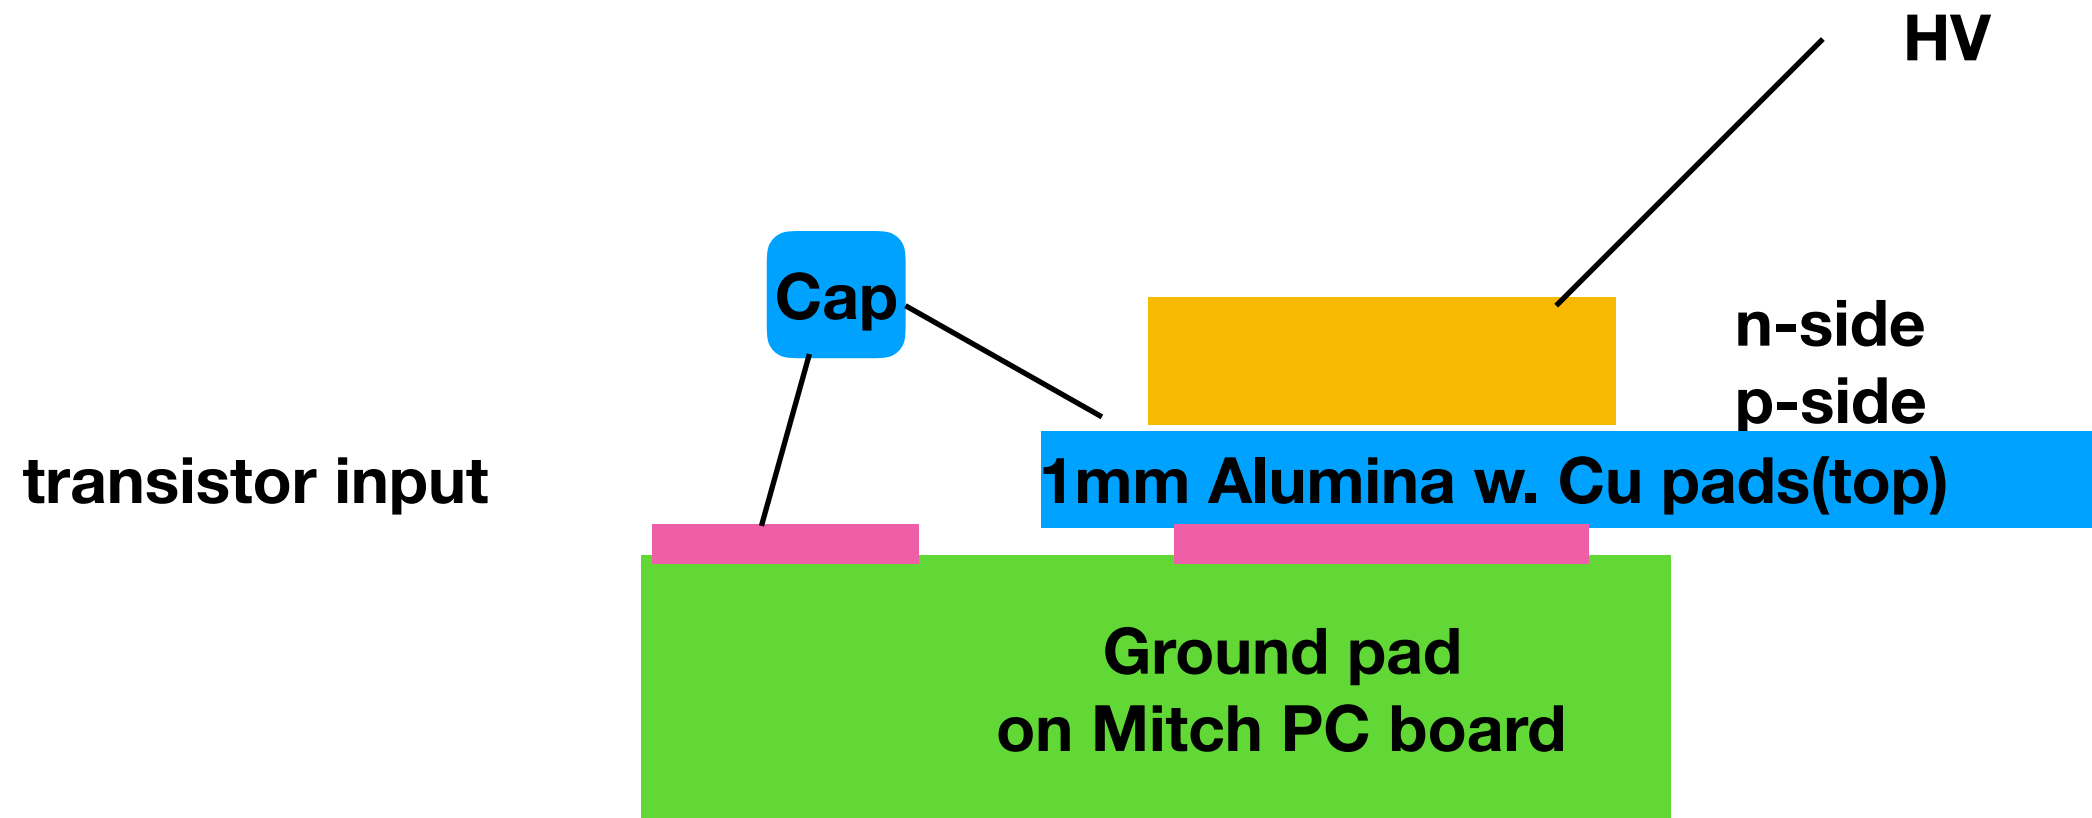 HV
Cap
n-side
p-side
transistor input
1mm Alumina w. Cu pads(top)
Ground pad
on Mitch PC board